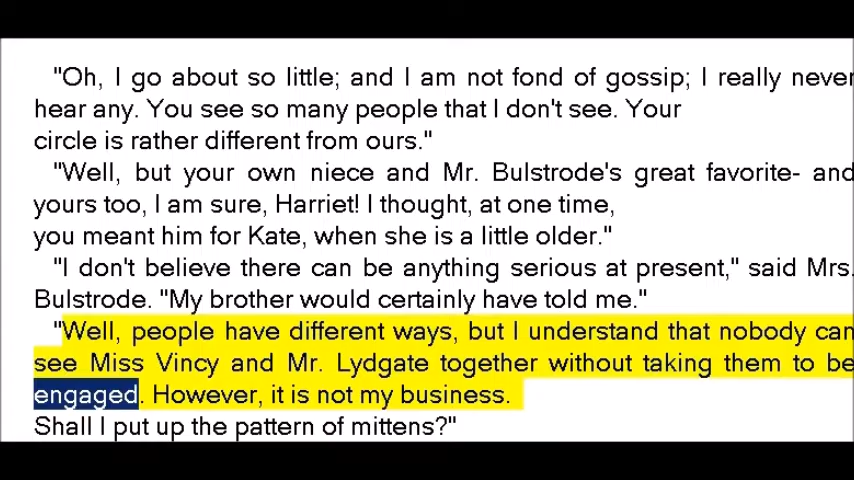 "Oh, I go about so little; and I am not fond of gossip; I really never
hear any. You see so many people that I don't see. Your
circle is rather different from ours."
"Well, but your own niece and Mr. Bulstrode's great favorite- and
yours too, I am sure, Harriet! I thought, at one time,
you meant him for Kate, when she is a little older."
"I don't believe there can be anything serious at present," said Mrs.
Bulstrode. "My brother would certainly have told me."
"Well, people have different ways, but I understand that nobody can
see Miss Vincy and Mr. Lydgate together without taking them to be
engaged. However, it is not my business.
Shall I put up the pattern of mittens?"